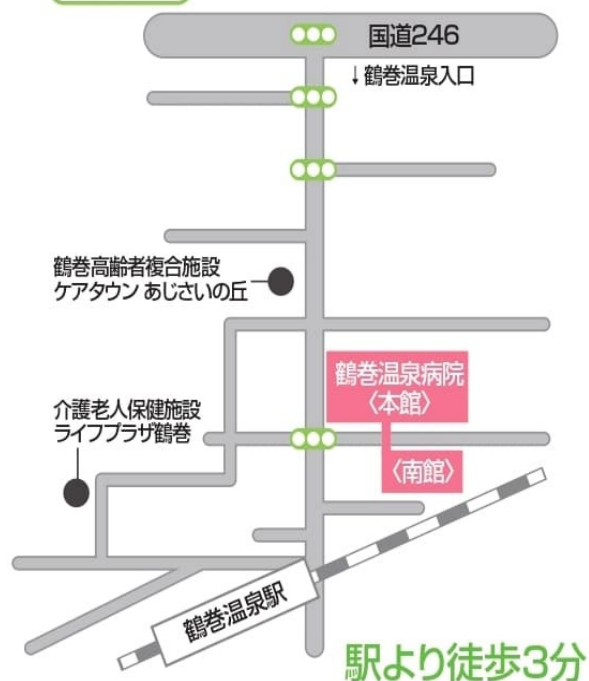 国道246
↓鶴巻温泉入口
鶴巻高齢者複合施設
ケアタウン あじさいの丘
鶴巻温泉病院
〈本館〉
介護老人保健施設
ライフプラザ鶴巻
〈南館〉
鶴巻温泉駅
駅より徒歩3分